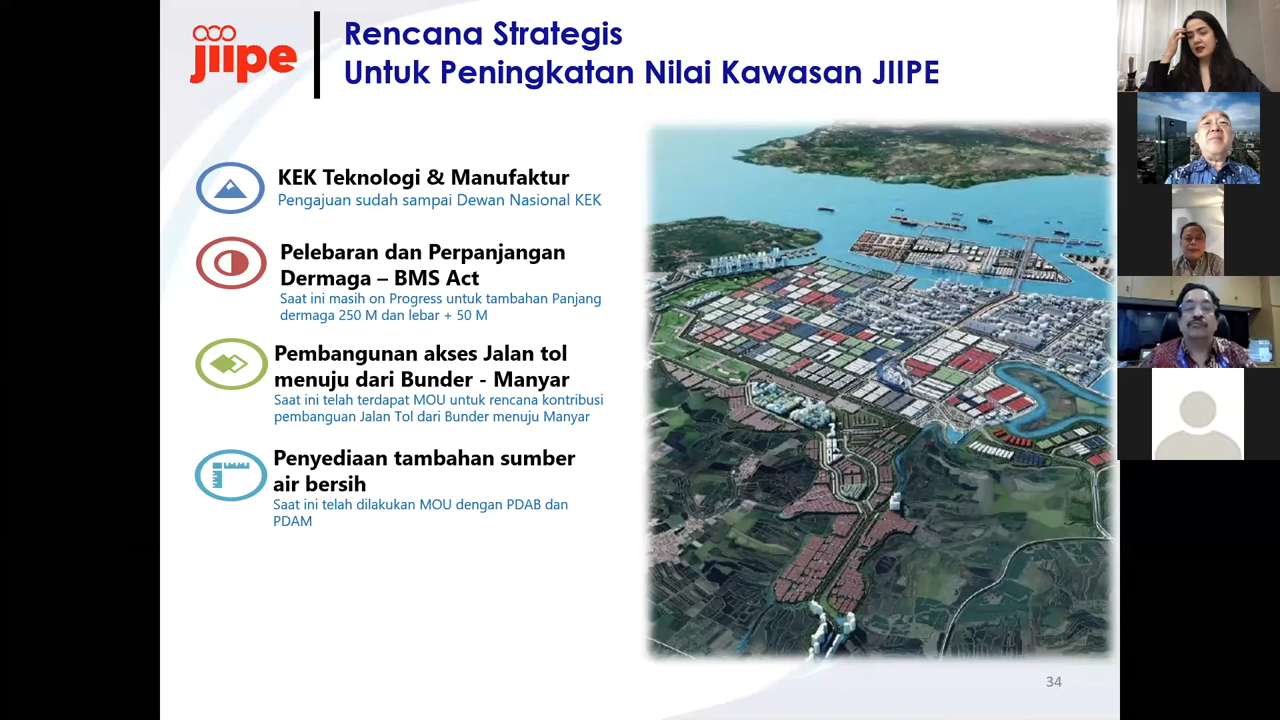 jiipe
Rencana Strategis
Untuk Peningkatan Nilai Kawasan JIIPE
KEK Teknologi & Manufaktur
Pengajuan sudah sampai Dewan Nasional KEK
Pelebaran dan Perpanjangan
Dermaga – BMS Act
Saat ini masih on Progress untuk tambahan Panjang
dermaga 250 M dan lebar + 50 M
Pembangunan akses Jalan tol
menuju dari Bunder - Manyar
Saat ini telah terdapat MOU untuk rencana kontribusi
pembanguan Jalan Tol dari Bunder menuju Manyar
Penyediaan tambahan sumber
air bersih
Saat ini telah dilakukan MOU dengan PDAB dan
PDAM
34